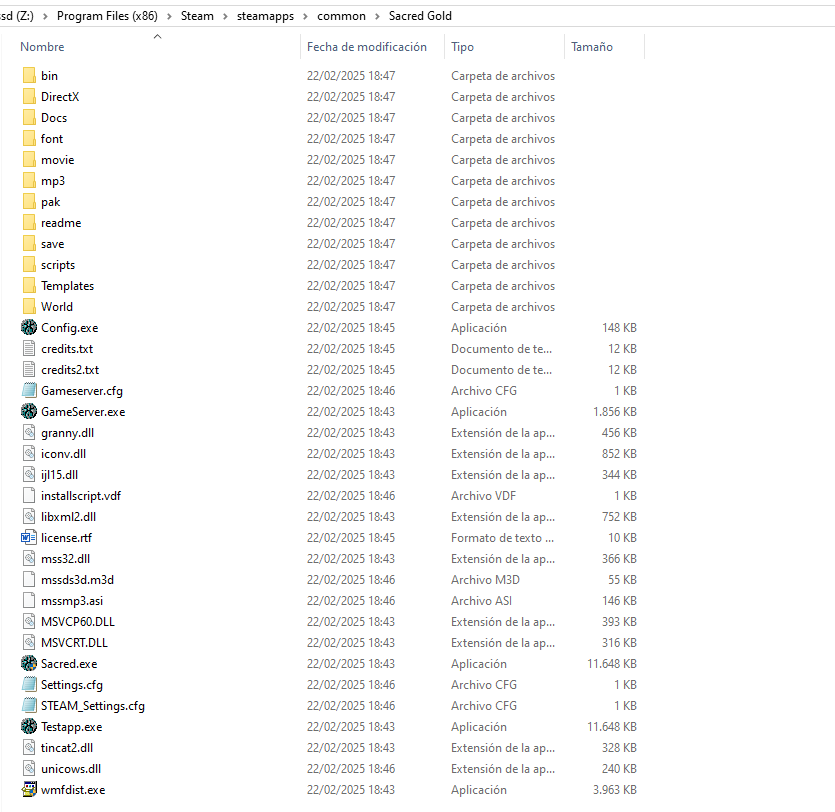 ssd (Z:) > Program Files (x86) > Steam > steamapps > common > Sacred Gold
Nombre Fecha de modificación Tipo Tamaño
bin 22/02/2025 18:47 Carpeta de archivos
DirectX 22/02/2025 18:47 Carpeta de archivos
Docs 22/02/2025 18:47 Carpeta de archivos
font 22/02/2025 18:47 Carpeta de archivos
movie 22/02/2025 18:47 Carpeta de archivos
mp3 22/02/2025 18:47 Carpeta de archivos
pak 22/02/2025 18:47 Carpeta de archivos
readme 22/02/2025 18:47 Carpeta de archivos
save 22/02/2025 18:47 Carpeta de archivos
scripts 22/02/2025 18:47 Carpeta de archivos
Templates 22/02/2025 18:47 Carpeta de archivos
World 22/02/2025 18:47 Carpeta de archivos
Config.exe 22/02/2025 18:45 Aplicación 148 KB
credits.txt 22/02/2025 18:45 Documento de te... 12 KB
credits2.txt 22/02/2025 18:45 Documento de te... 12 KB
Gameserver.cfg 22/02/2025 18:46 Archivo CFG 1 KB
GameServer.exe 22/02/2025 18:43 Aplicación 1.856 KB
granny.dll 22/02/2025 18:43 Extensión de la ap... 456 KB
iconv.dll 22/02/2025 18:43 Extensión de la ap... 852 KB
ijl15.dll 22/02/2025 18:43 Extensión de la ap... 344 KB
installscript.vdf 22/02/2025 18:46 Archivo VDF 1 KB
libxml2.dll 22/02/2025 18:43 Extensión de la ap... 752 KB
license.rtf 22/02/2025 18:45 Formato de texto ... 10 KB
mss32.dll 22/02/2025 18:43 Extensión de la ap... 366 KB
mssds3d.m3d 22/02/2025 18:46 Archivo M3D 55 KB
mssmp3.asi 22/02/2025 18:46 Archivo ASI 146 KB
MSVCP60.DLL 22/02/2025 18:43 Extensión de la ap... 393 KB
MSVCRT.DLL 22/02/2025 18:43 Extensión de la ap... 316 KB
Sacred.exe 22/02/2025 18:43 Aplicación 11.648 KB
Settings.cfg 22/02/2025 18:46 Archivo CFG 1 KB
STEAM_Settings.cfg 22/02/2025 18:46 Archivo CFG 1 KB
Testapp.exe 22/02/2025 18:43 Aplicación 11.648 KB
tincat2.dll 22/02/2025 18:43 Extensión de la ap... 328 KB
unicows.dll 22/02/2025 18:46 Extensión de la ap... 240 KB
wmfdist.exe 22/02/2025 18:43 Aplicación 3.963 KB